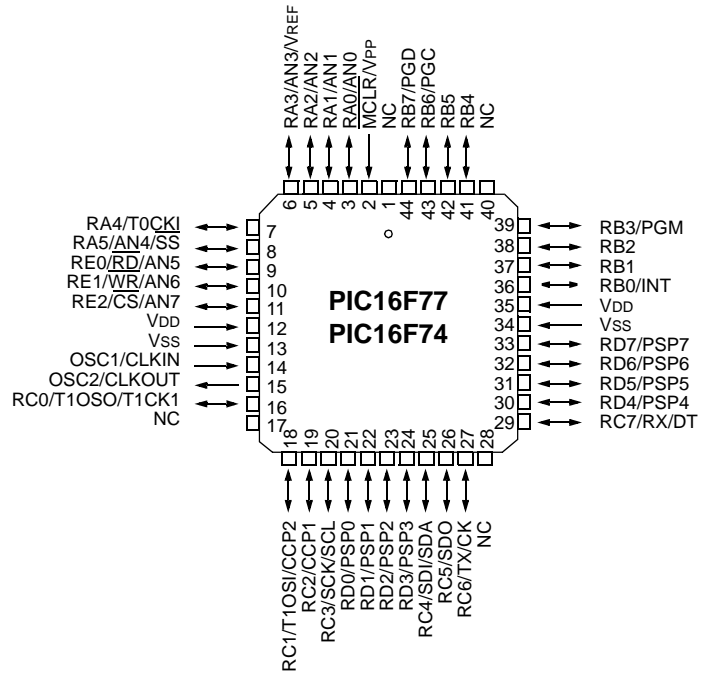 RA3/AN3/VREF
RA2/AN2
RA1/AN1
RA0/AN0
MCLR/VPP
NC
RB7/PGD
RB6/PGC
RB5
RB4
NC
6
5
4
3
2
1
44
43
42
41
40
RA4/T0CKI
RA5/AN4/SS
RE0/RD/AN5
RE1/WR/AN6
RE2/CS/AN7
VDD
VSS
OSC1/CLKIN
OSC2/CLKOUT
RC0/T1OSO/T1CK1
NC
7
8
9
10
11
12
13
14
15
16
17
PIC16F77
PIC16F74
39
38
37
36
35
34
33
32
31
30
29
RB3/PGM
RB2
RB1
RB0/INT
VDD
VSS
RD7/PSP7
RD6/PSP6
RD5/PSP5
RD4/PSP4
RC7/RX/DT
18
19
20
21
22
23
24
25
26
27
28
RC1/T1OSI/CCP2
RC2/CCP1
RC3/SCK/SCL
RD0/PSP0
RD1/PSP1
RD2/PSP2
RD3/PSP3
RC4/SDI/SDA
RC5/SDO
RC6/TX/CK
NC